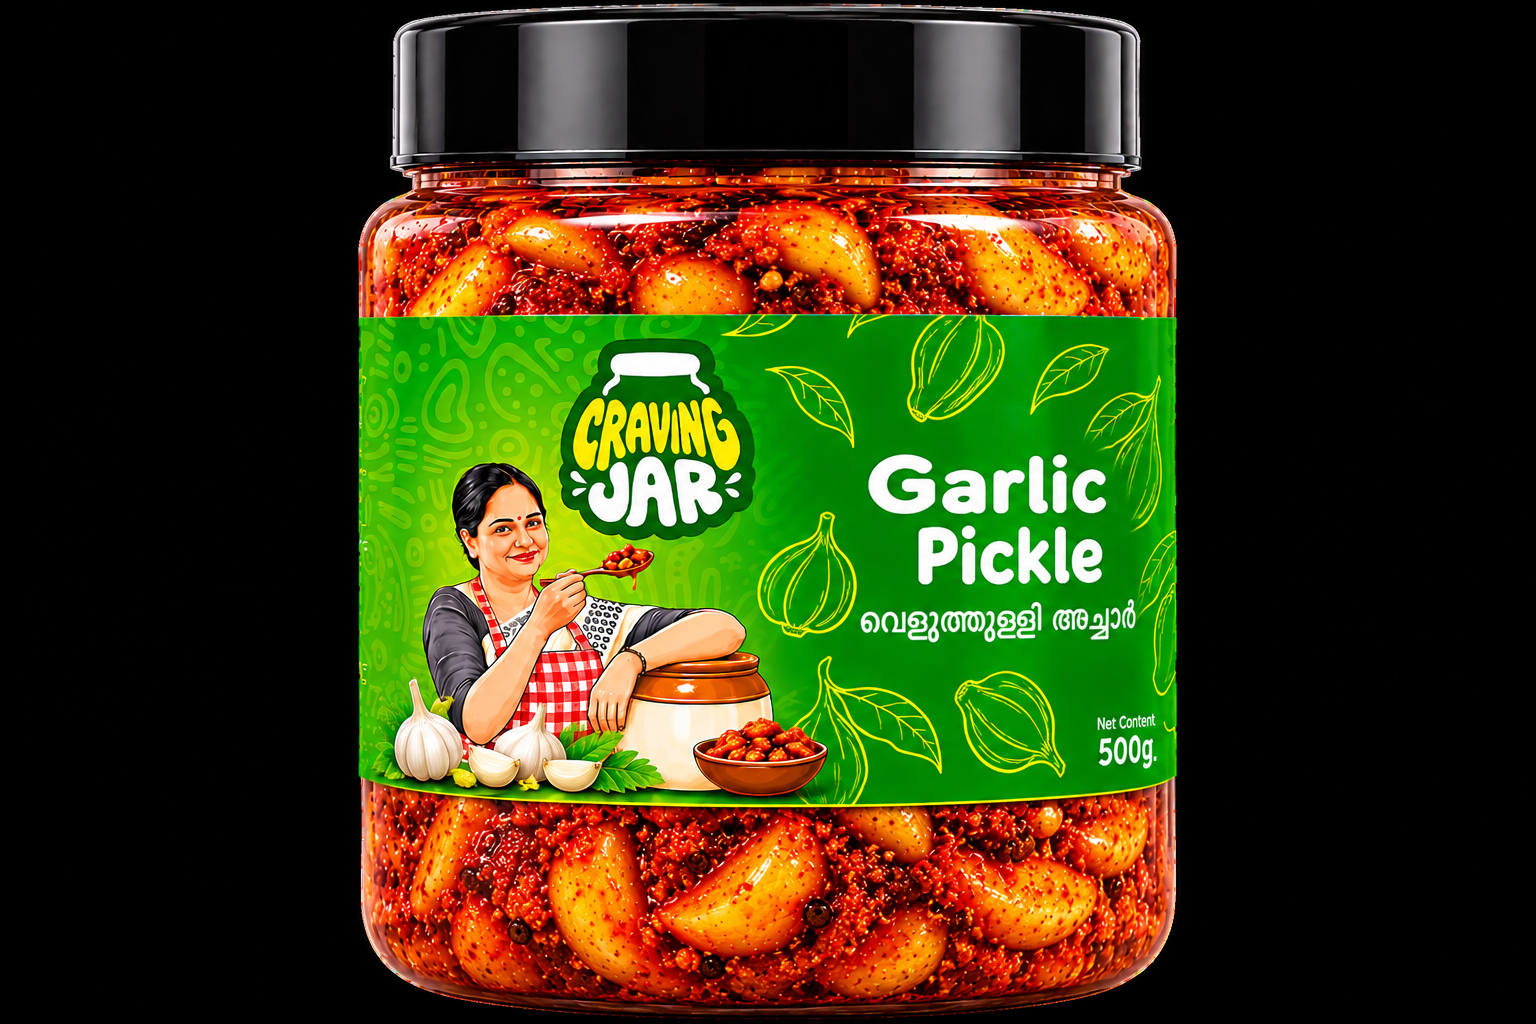 CRAVING
JAR
Garlic
Pickle
വെളുത്തുള്ളി അച്ചാർ
Net Content
500g.